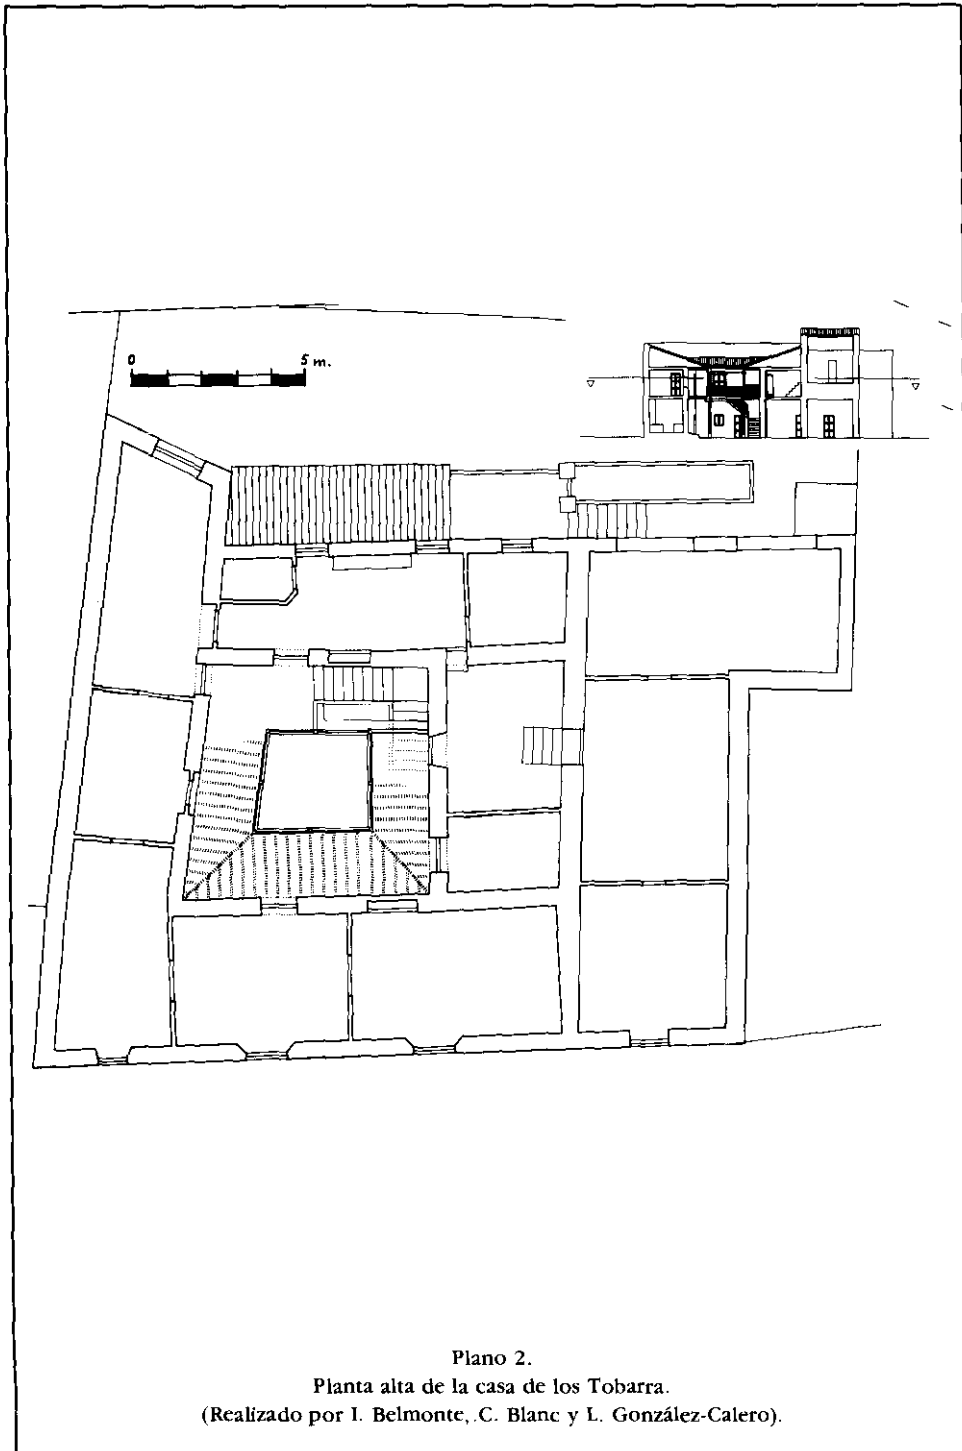 0 5 m.
Plano 2.
Planta alta de la casa de los Tobarra.
(Realizado por I. Belmonte, C. Blanc y L. González-Calero).